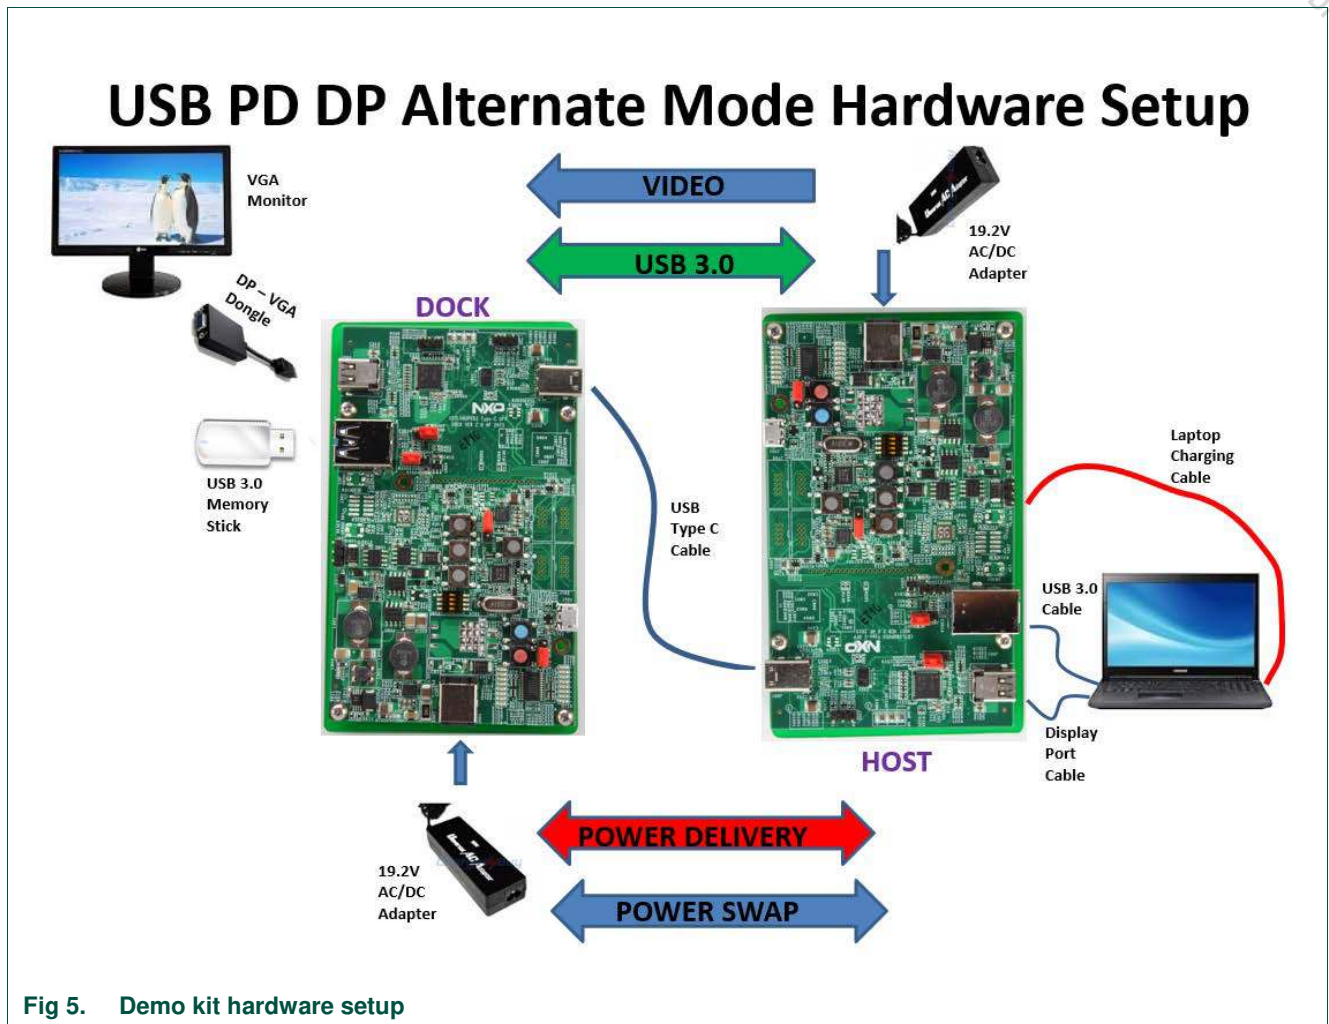 USB PD DP Alternate Mode Hardware Setup
VGA
Monitor
VIDEO
19.2V
AC/DC
Adapter
USB 3.0
DP – VGA
Dongle
DOCK
NXP
USB 3.0
Memory
Stick
USB
Type C
Cable
Laptop
Charging
Cable
USB 3.0
Cable
NXP
Display
Port
Cable
HOST
POWER DELIVERY
19.2V
AC/DC
Adapter
POWER SWAP
Fig 5. Demo kit hardware setup